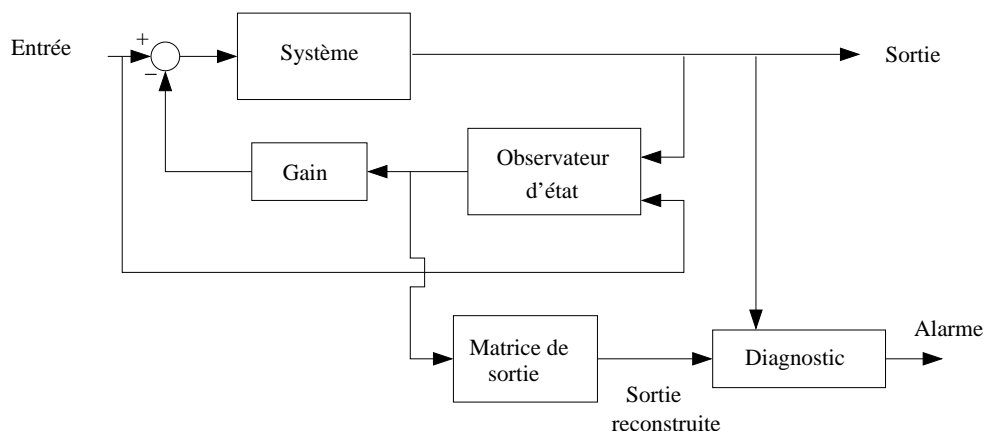 Entrée
+
−
Système
Sortie
Gain
Observateur
d’état
Matrice de
sortie
Sortie
reconstruite
Diagnostic
Alarme